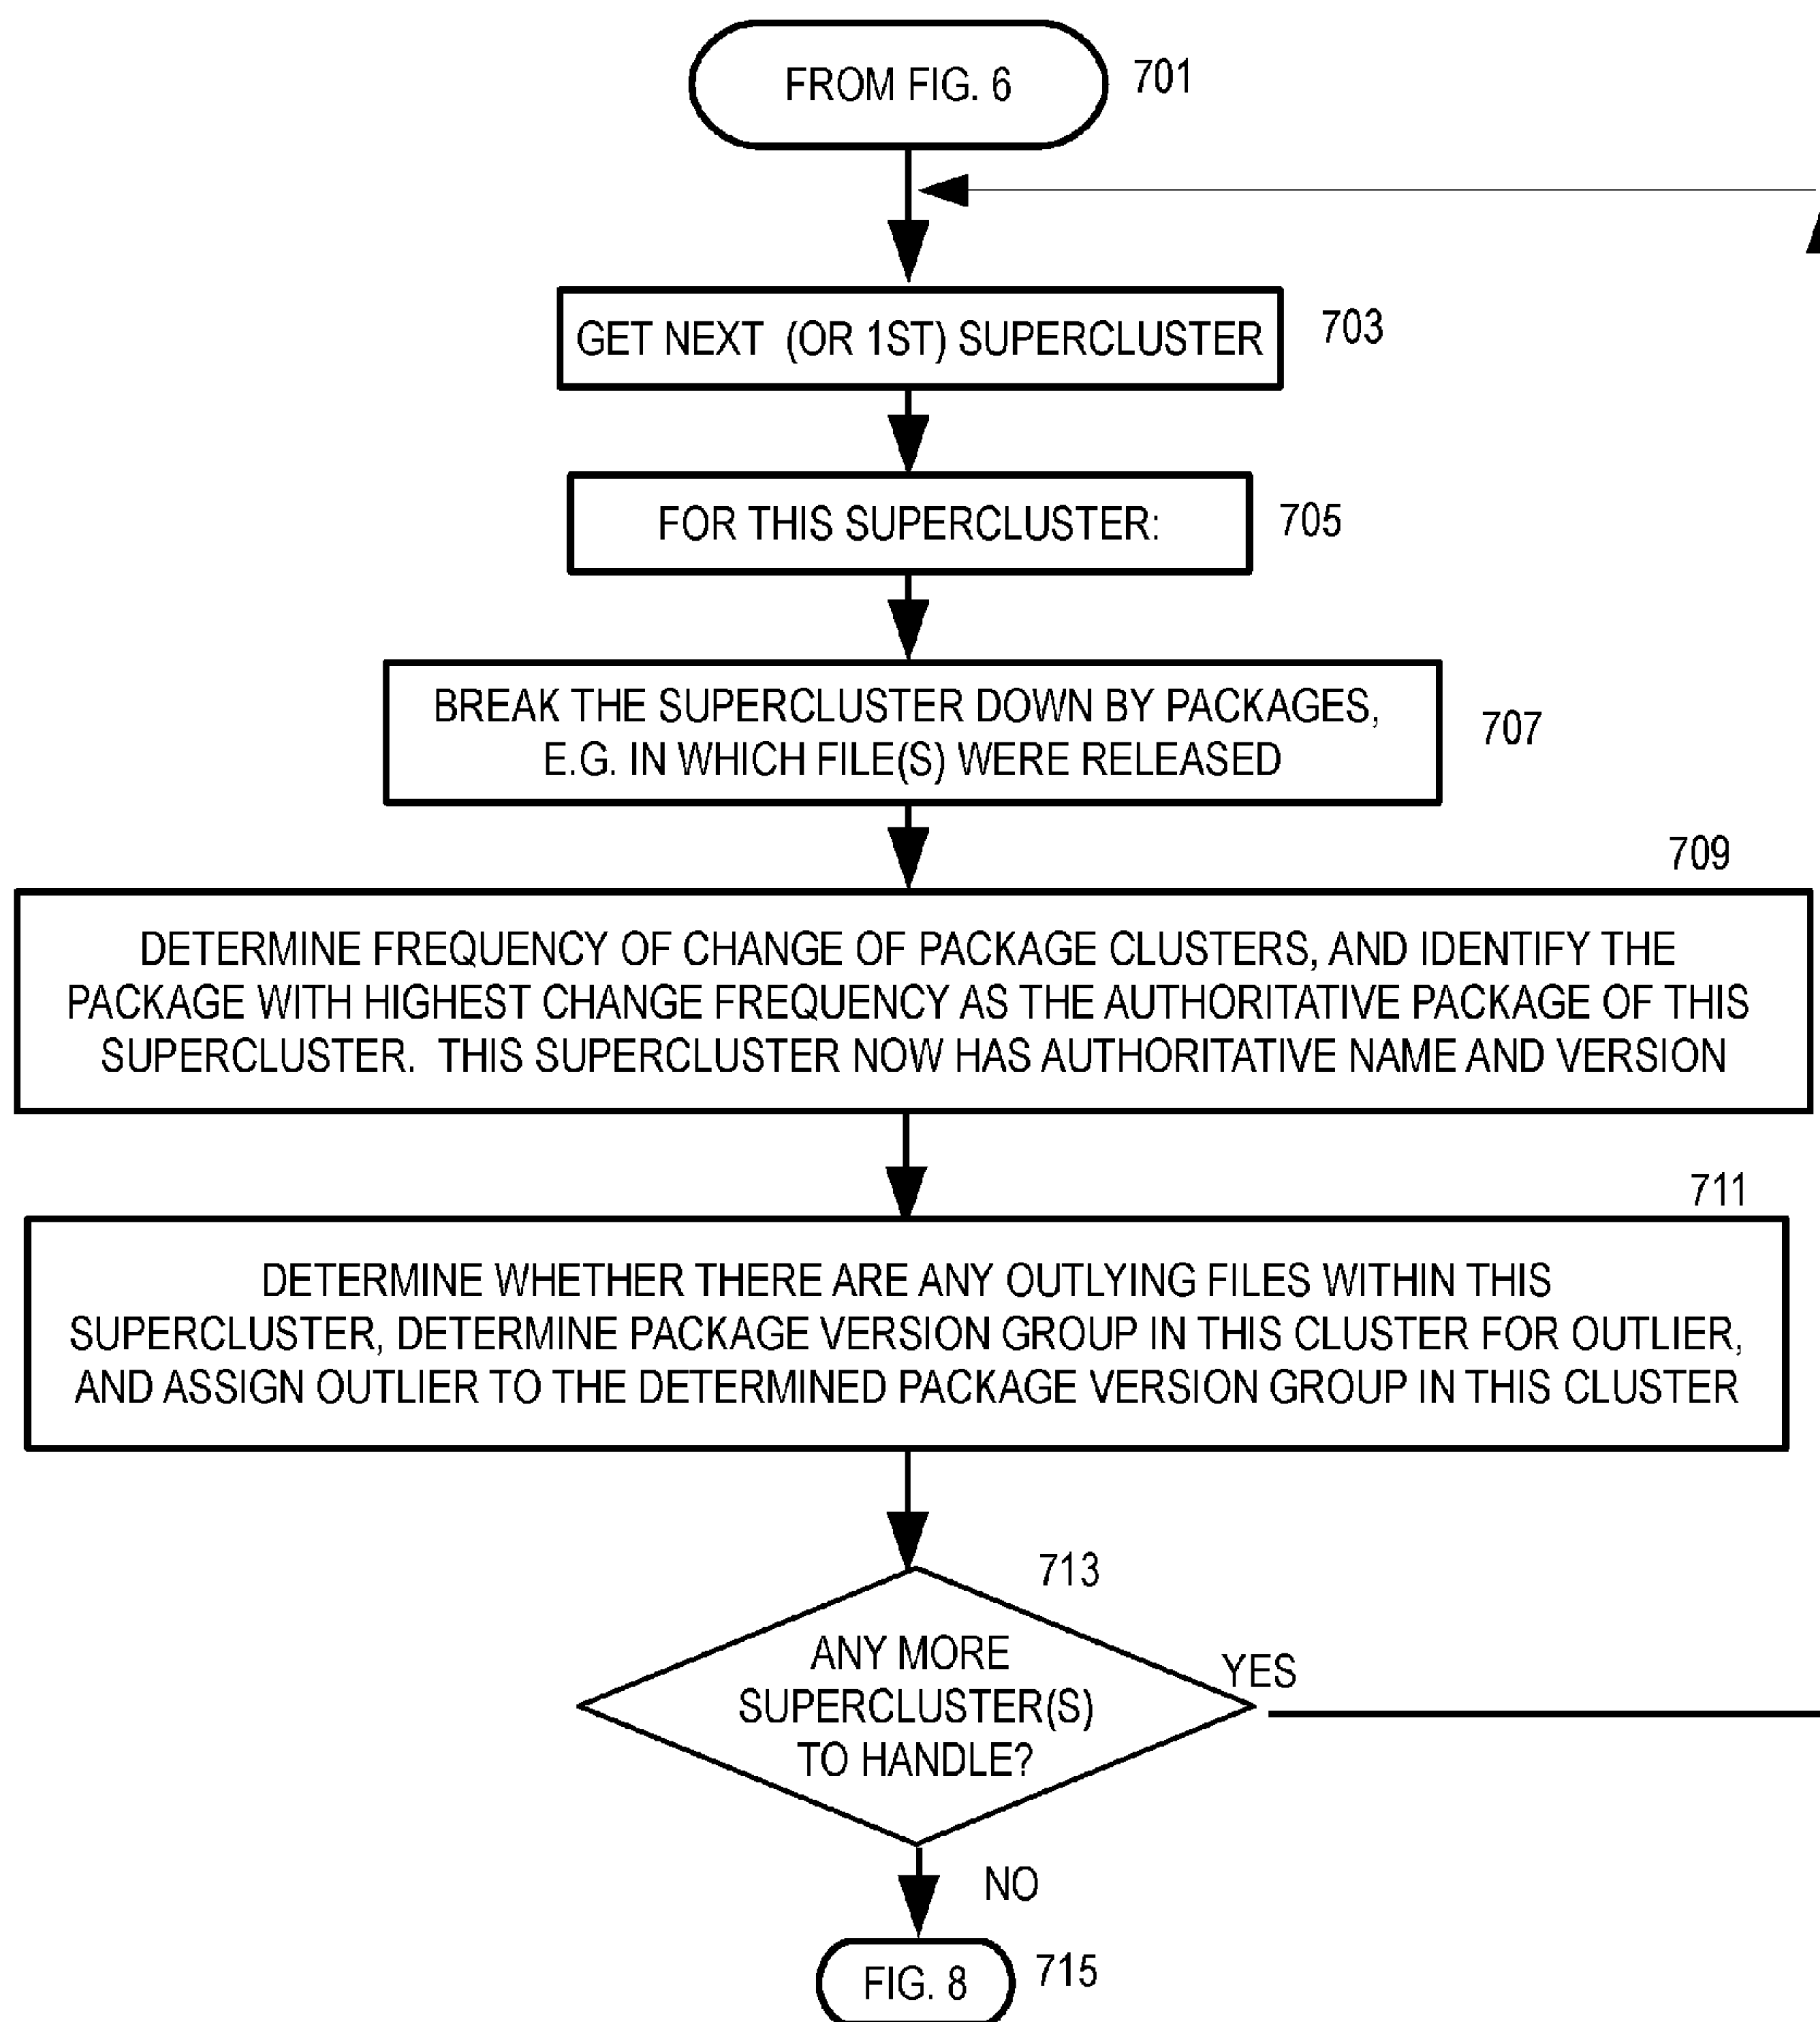 FROM FIG. 6
701
GET NEXT (OR 1ST) SUPERCLUSTER
703
FOR THIS SUPERCLUSTER:
705
BREAK THE SUPERCLUSTER DOWN BY PACKAGES,
E.G. IN WHICH FILE(S) WERE RELEASED
707
709
DETERMINE FREQUENCY OF CHANGE OF PACKAGE CLUSTERS, AND IDENTIFY THE
PACKAGE WITH HIGHEST CHANGE FREQUENCY AS THE AUTHORITATIVE PACKAGE OF THIS
SUPERCLUSTER. THIS SUPERCLUSTER NOW HAS AUTHORITATIVE NAME AND VERSION
711
DETERMINE WHETHER THERE ARE ANY OUTLYING FILES WITHIN THIS
SUPERCLUSTER, DETERMINE PACKAGE VERSION GROUP IN THIS CLUSTER FOR OUTLIER,
AND ASSIGN OUTLIER TO THE DETERMINED PACKAGE VERSION GROUP IN THIS CLUSTER
713
ANY MORE
SUPERCLUSTER(S)
TO HANDLE?
YES
NO
FIG. 8
715